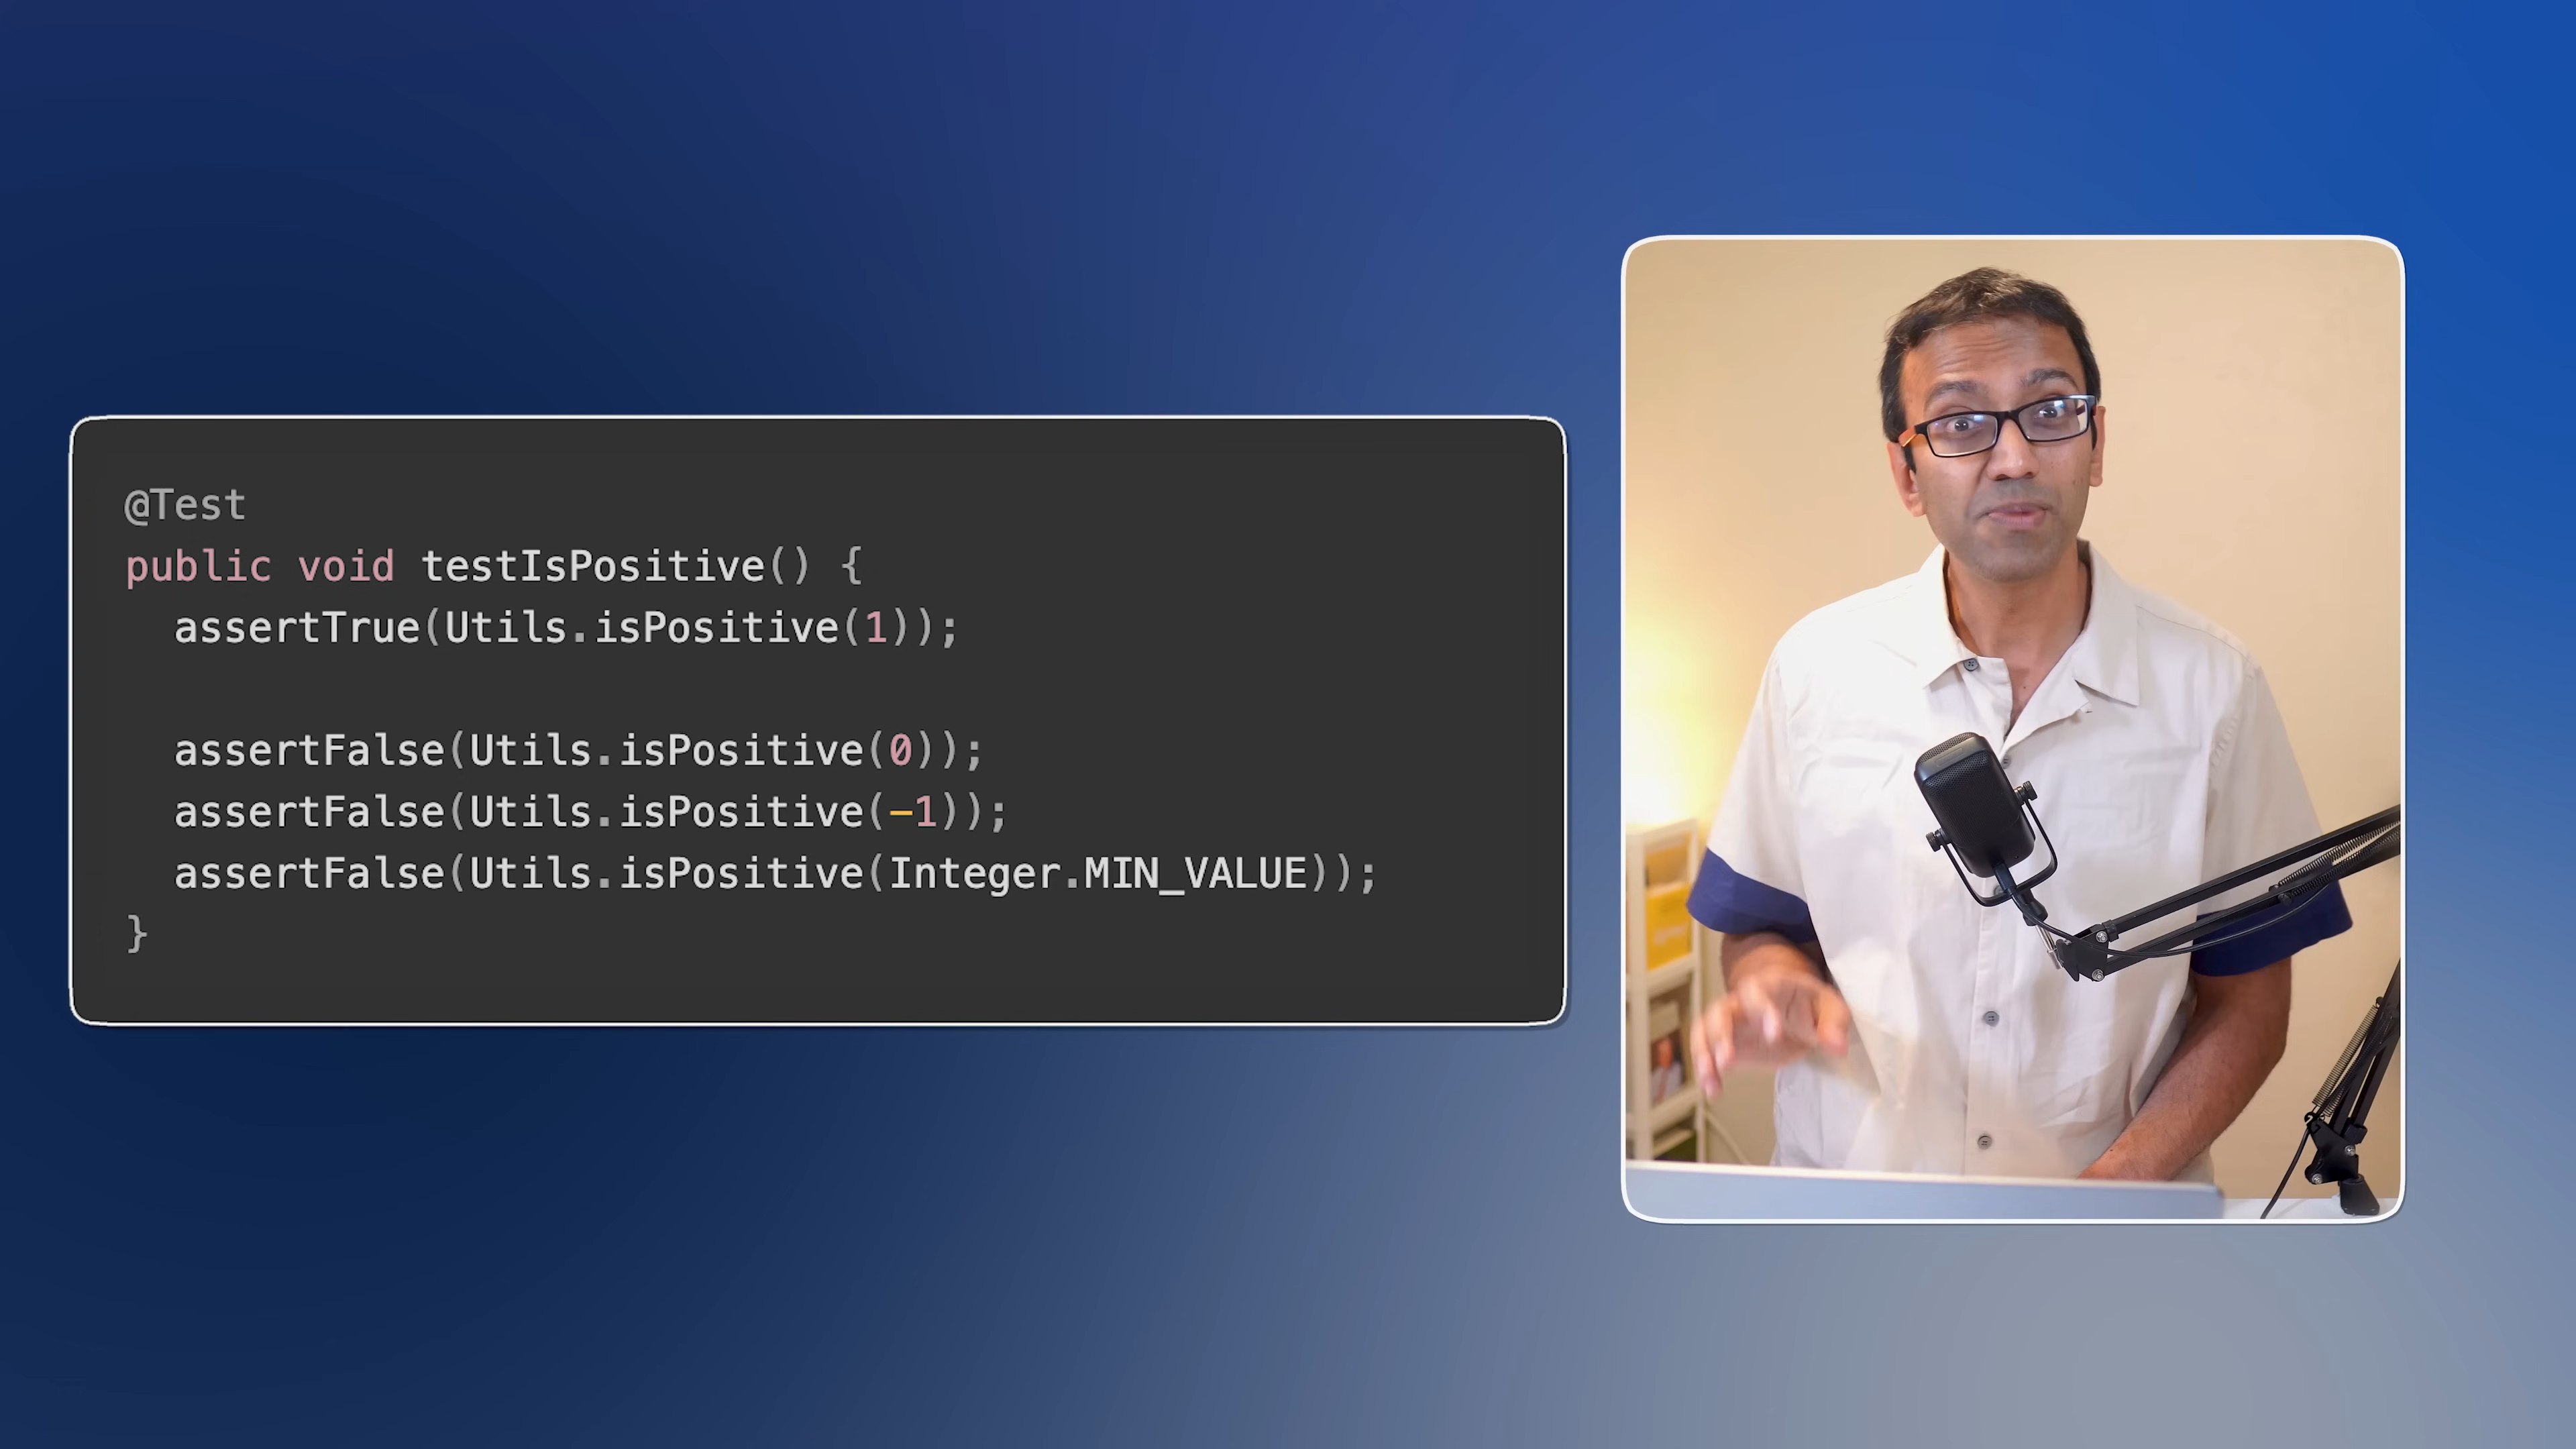 @Test
public void testIsPositive() {
assertTrue(Utils.isPositive(1));
assertFalse(Utils.isPositive(0));
assertFalse(Utils.isPositive(-1));
assertFalse(Utils.isPositive(Integer.MIN_VALUE));
}